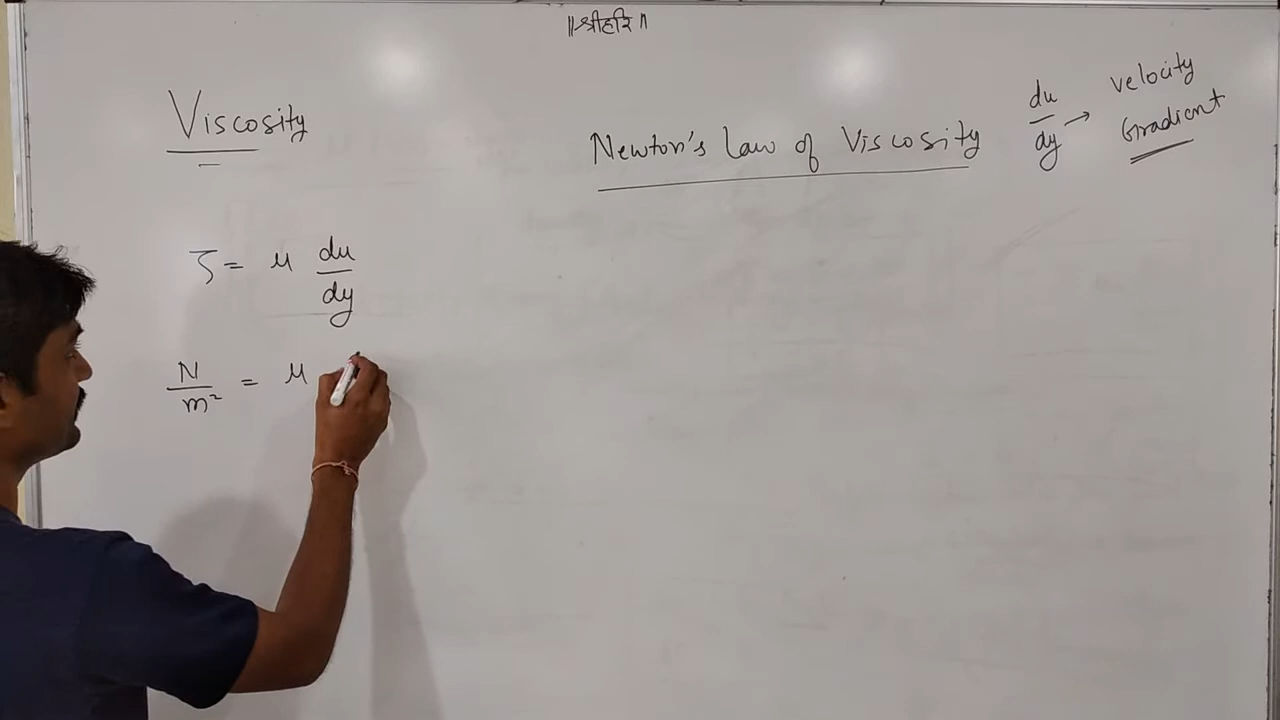 ॥श्रीहरि॥
Viscosity
Newton's Law of Viscosity
du/dy → velocity Gradient
τ = μ du/dy
N/m² = μ